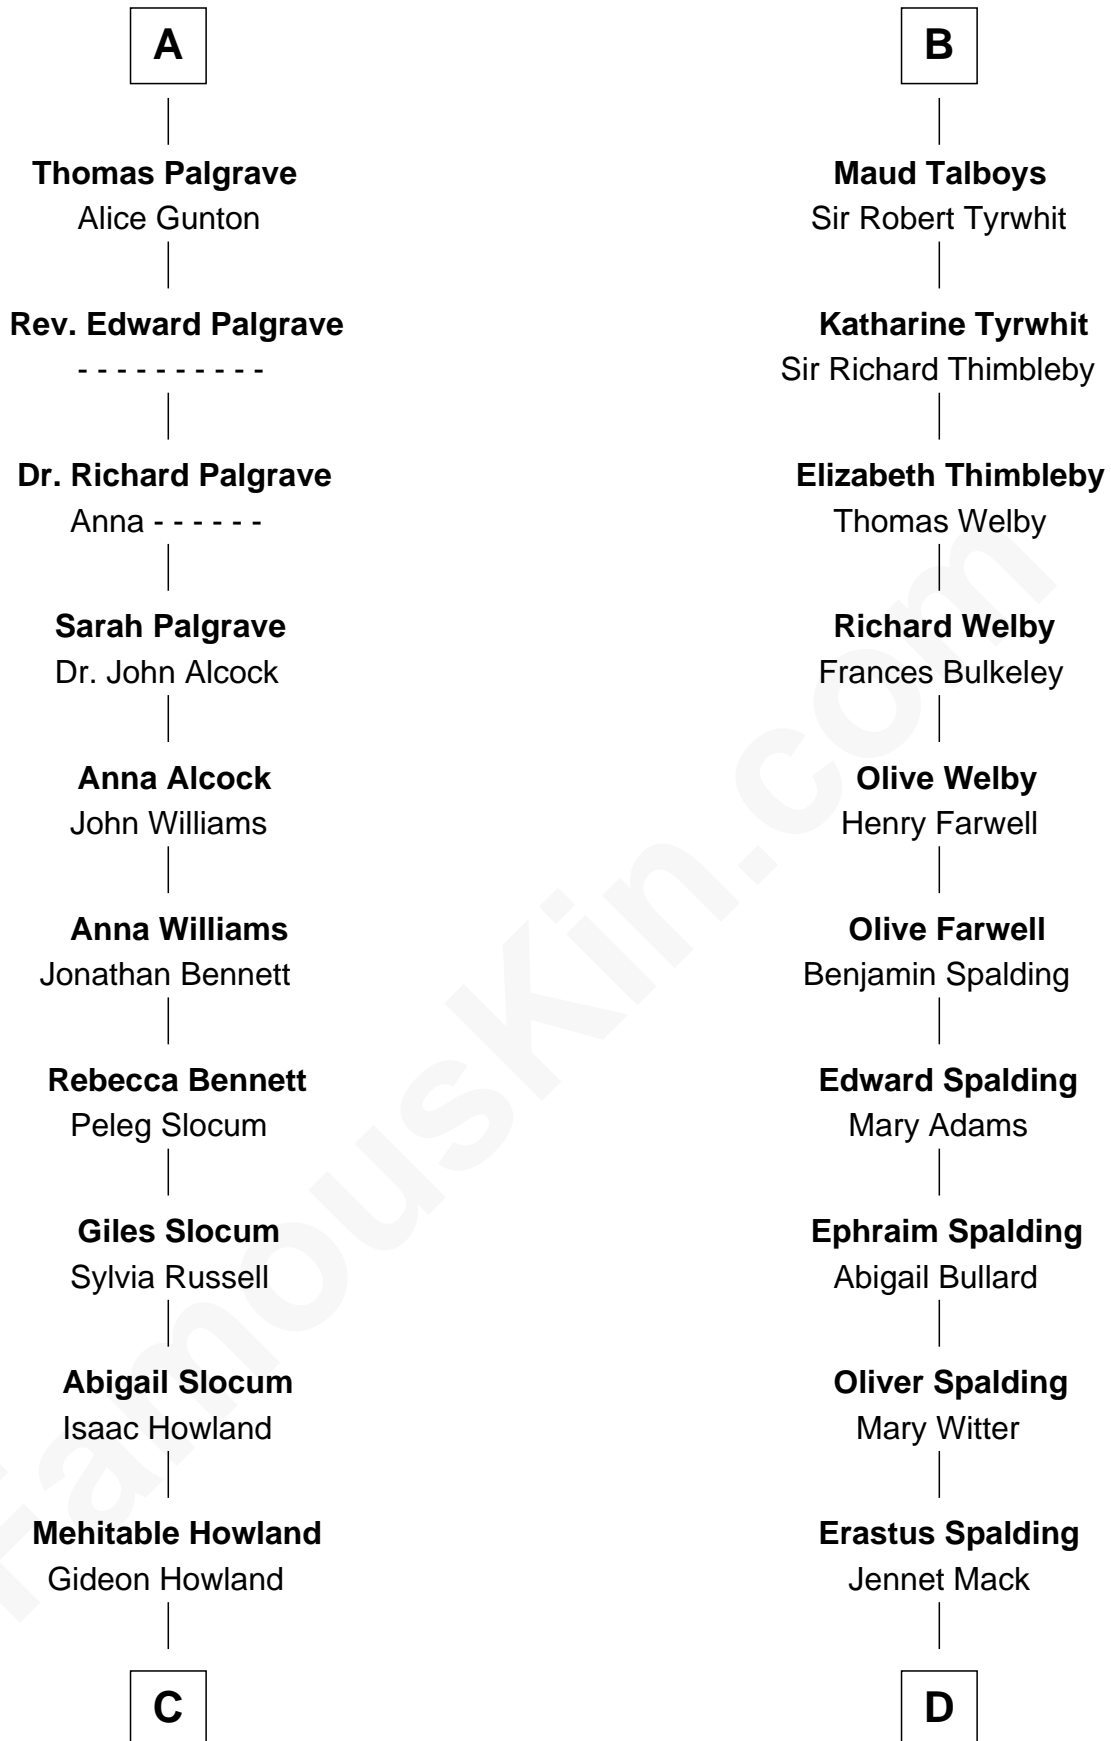 A
Thomas Palgrave
Alice Gunton
Rev. Edward Palgrave
- - - - - - - - - -
Dr. Richard Palgrave
Anna - - - - - -
Sarah Palgrave
Dr. John Alcock
Anna Alcock
John Williams
Anna Williams
Jonathan Bennett
Rebecca Bennett
Peleg Slocum
Giles Slocum
Sylvia Russell
Abigail Slocum
Isaac Howland
Mehitable Howland
Gideon Howland
C
B
Maud Talboys
Sir Robert Tyrwhit
Katharine Tyrwhit
Sir Richard Thimbleby
Elizabeth Thimbleby
Thomas Welby
Richard Welby
Frances Bulkeley
Olive Welby
Henry Farwell
Olive Farwell
Benjamin Spalding
Edward Spalding
Mary Adams
Ephraim Spalding
Abigail Bullard
Oliver Spalding
Mary Witter
Erastus Spalding
Jennet Mack
D
FamousKin.com